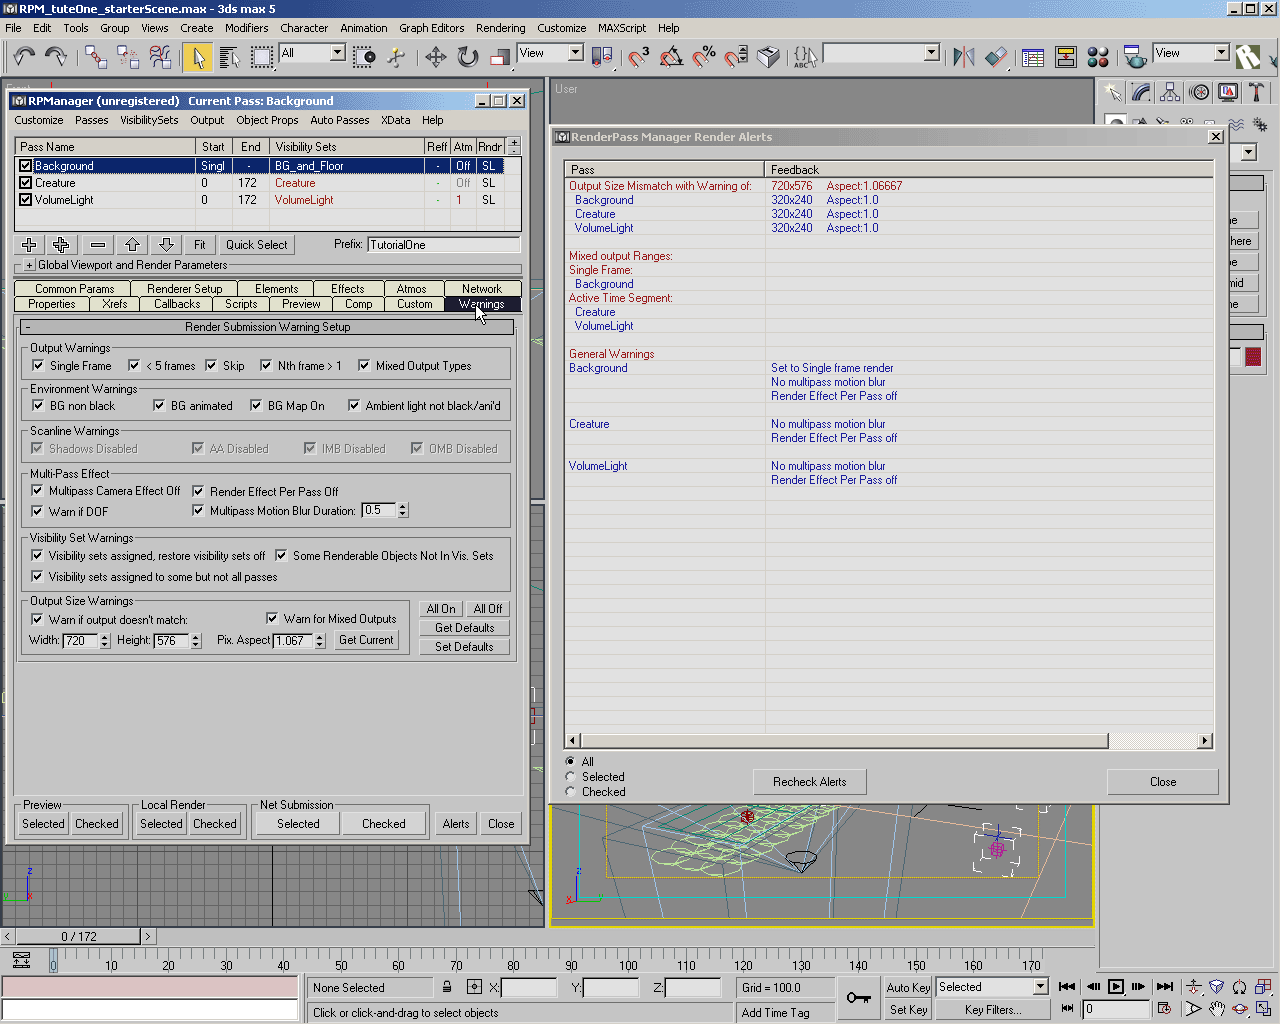 RPM_tuteOne_starterScene.max - 3ds max 5
File Edit Tools Group Views Create Modifiers Character Animation Graph Editors Rendering Customize MAXScript Help
All View View
User
RPManager (unregistered) Current Pass: Background
Customize Passes VisibilitySets Output Object Props Auto Passes XData Help
Pass Name Start End Visibility Sets Reff Atm Rndr
Background Singl - BG_and_Floor - Off SL
Creature 0 172 Creature - Off SL
VolumeLight 0 172 VolumeLight - 1 SL
Fit Quick Select Prefix: TutorialOne
+ Global Viewport and Render Parameters
Common Params Renderer Setup Elements Effects Atmos Network
Properties Xrefs Callbacks Scripts Preview Comp Custom Warnings
- Render Submission Warning Setup
Output Warnings
Single Frame < 5 frames Skip Nth frame > 1 Mixed Output Types
Environment Warnings
BG non black BG animated BG Map On Ambient light not black/ani'd
Scanline Warnings
Shadows Disabled AA Disabled IMB Disabled OMB Disabled
Multi-Pass Effect
Multipass Camera Effect Off Render Effect Per Pass Off
Warn if DOF Multipass Motion Blur Duration: 0.5
Visibility Set Warnings
Visibility sets assigned, restore visibility sets off Some Renderable Objects Not In Vis. Sets
Visibility sets assigned to some but not all passes
Output Size Warnings
Warn if output doesn't match: Warn for Mixed Outputs
Width: 720 Height: 576 Pix. Aspect 1.067 Get Current
All On All Off
Get Defaults
Set Defaults
Preview Local Render Net Submission
Selected Checked Selected Checked Selected Checked Alerts Close
RenderPass Manager Render Alerts
Pass Feedback
Output Size Mismatch with Warning of: 720x576 Aspect:1.06667
Background 320x240 Aspect:1.0
Creature 320x240 Aspect:1.0
VolumeLight 320x240 Aspect:1.0
Mixed output Ranges:
Single Frame:
Background
Active Time Segment:
Creature
VolumeLight
General Warnings
Background Set to Single frame render
No multipass motion blur
Render Effect Per Pass off
Creature No multipass motion blur
Render Effect Per Pass off
VolumeLight No multipass motion blur
Render Effect Per Pass off
All
Selected
Checked
Recheck Alerts Close
here
z x
z x y
0 / 172
0 10 20 30 40 50 60 70 80 90 100 110 120 130 140 150 160 170
None Selected X: Y: Z: Grid = 100.0 Auto Key Selected
Click or click-and-drag to select objects Add Time Tag Set Key Key Filters... 0